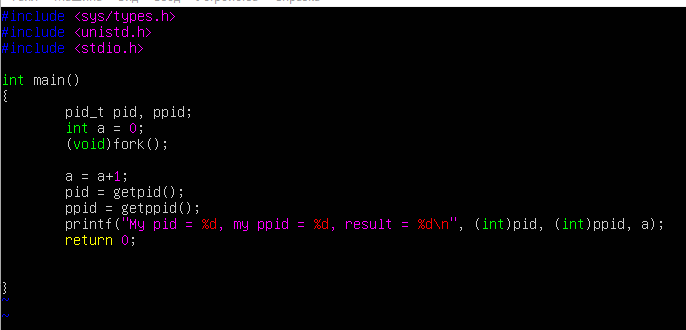 #include <sys/types.h>
#include <unistd.h>
#include <stdio.h>
int main()
{
        pid_t pid, ppid;
        int a = 0;
        (void)fork();
        a = a+1;
        pid = getpid();
        ppid = getppid();
        printf("My pid = %d, my ppid = %d, result = %d\n", (int)pid, (int)ppid, a);
        return 0;
}
~
~